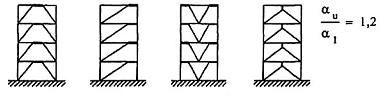 α_u / α_1 = 1,2